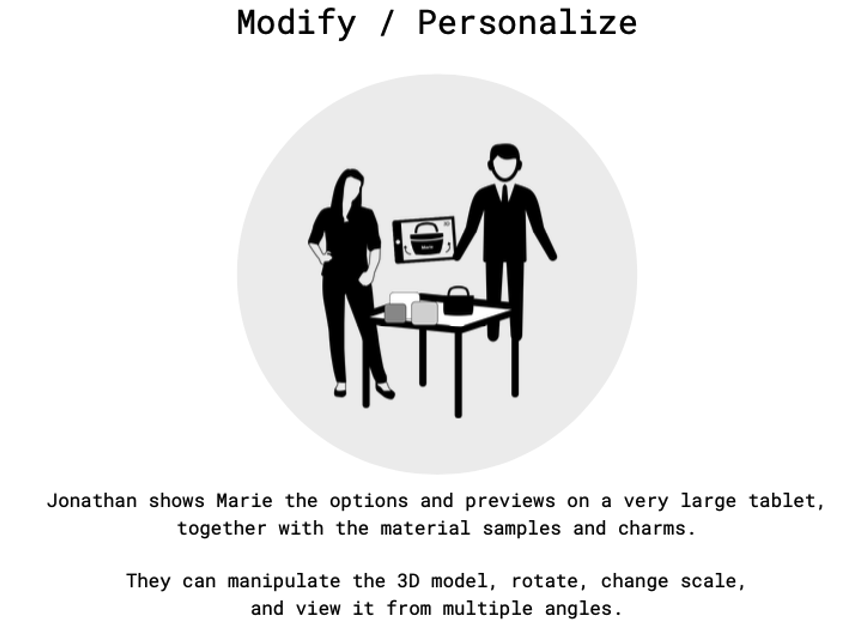 Modify / Personalize
Marie
Jonathan shows Marie the options and previews on a very large tablet,
together with the material samples and charms.
They can manipulate the 3D model, rotate, change scale,
and view it from multiple angles.